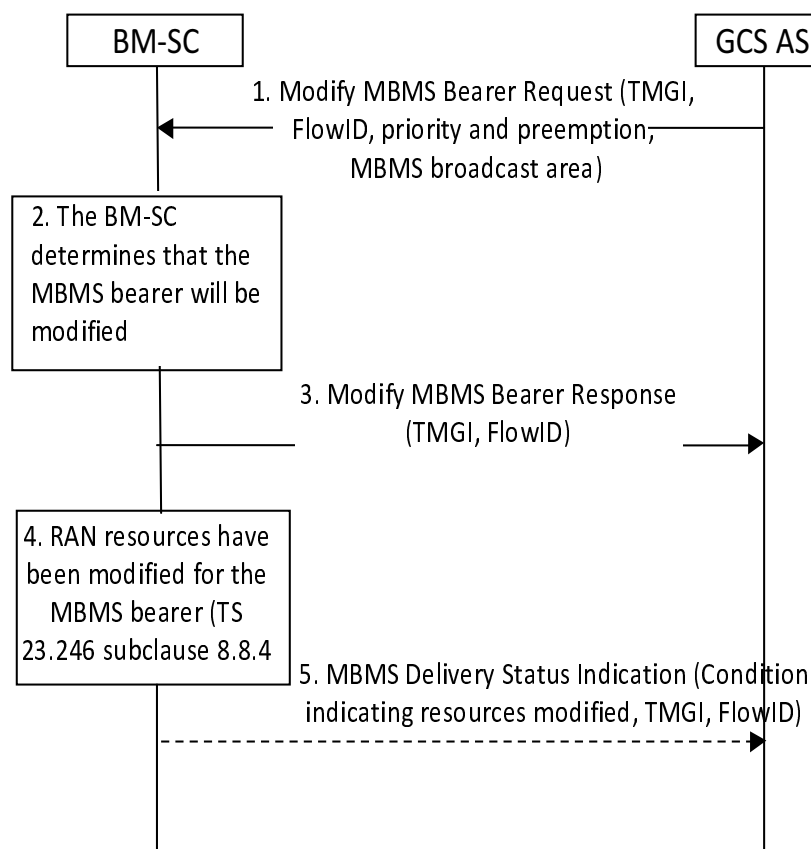 BM-SC
GCS AS
1. Modify MBMS Bearer Request (TMGI,
FlowID, priority and preemption,
MBMS broadcast area)
2. The BM-SC
determines that the
MBMS bearer will be
modified
3. Modify MBMS Bearer Response
(TMGI, FlowID)
4. RAN resources have
been modified for the
MBMS bearer (TS
23.246 subclause 8.8.4
5. MBMS Delivery Status Indication (Condition
indicating resources modified, TMGI, FlowID)